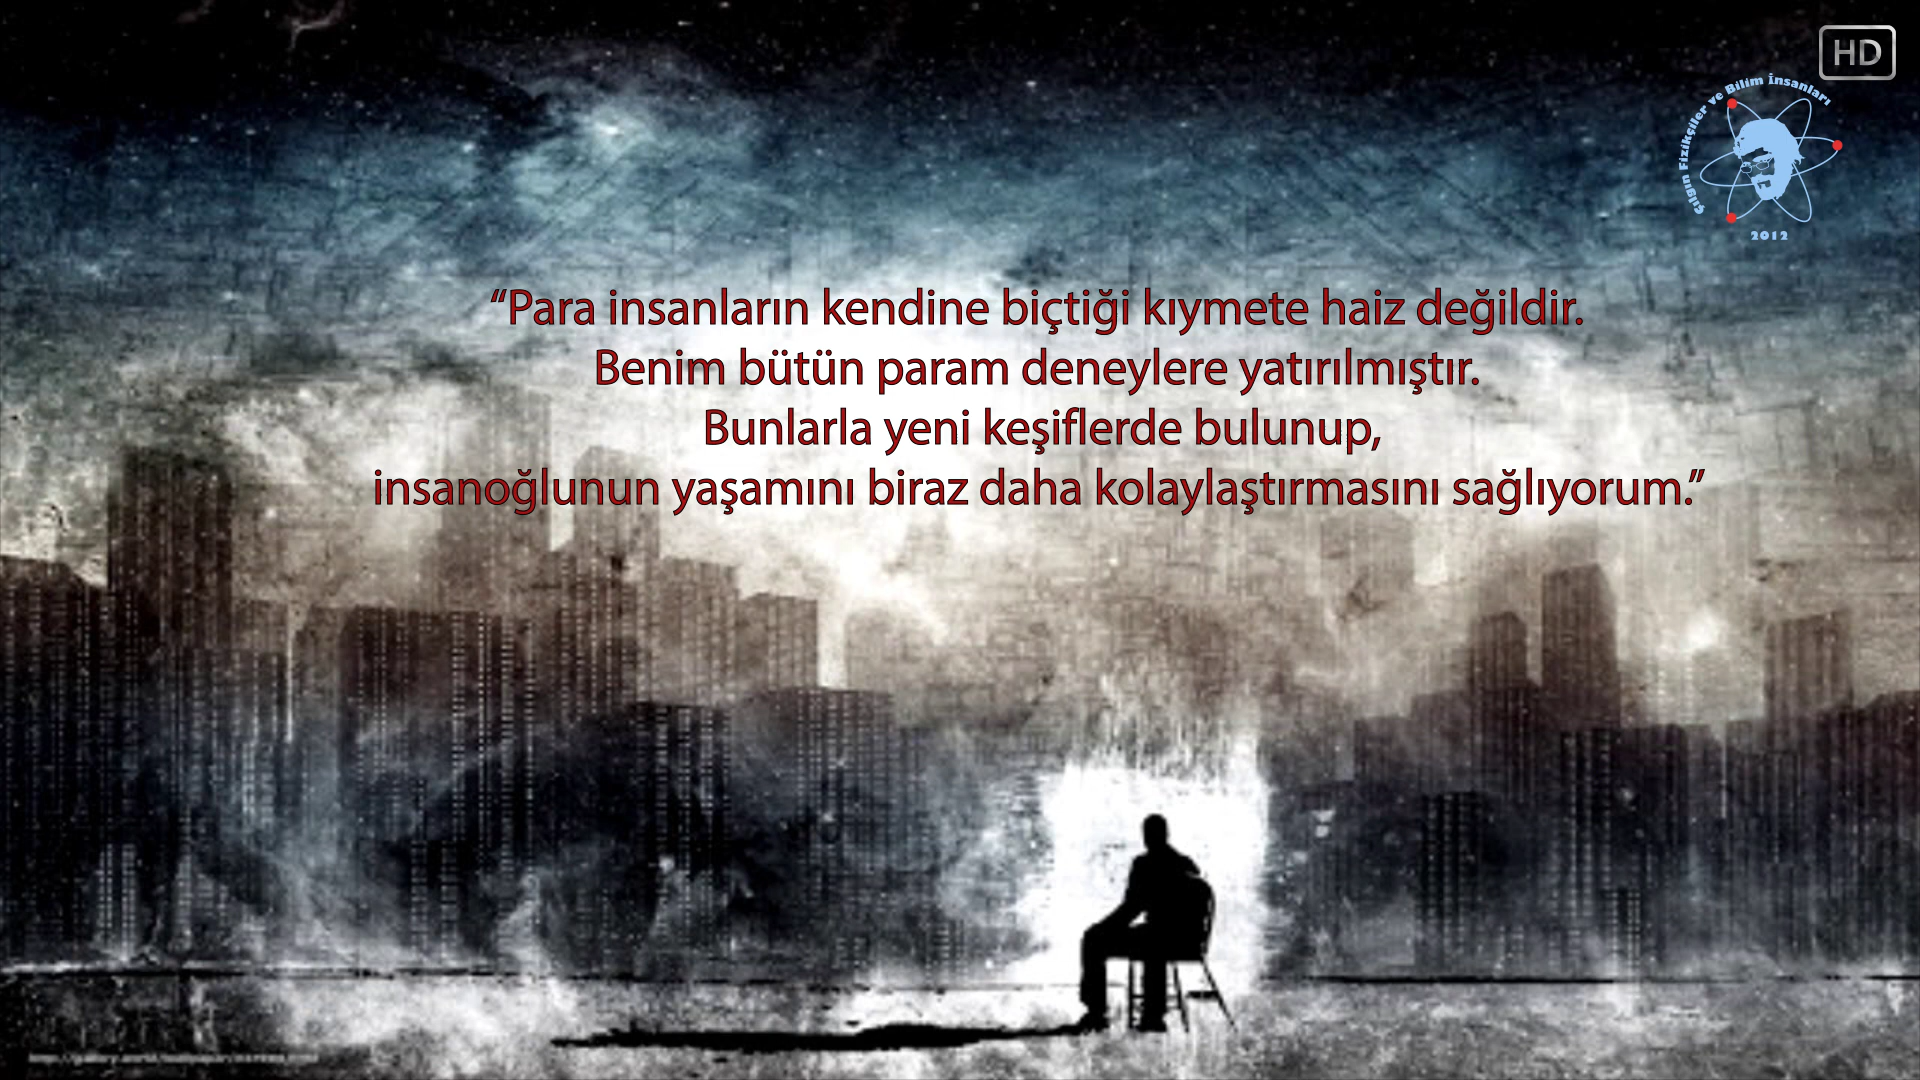 HD
Çılgın Fizikçiler ve Bilim İnsanları
2012
“Para insanların kendine biçtiği kıymete haiz değildir.
Benim bütün param deneylere yatırılmıştır.
Bunlarla yeni keşiflerde bulunup,
insanoğlunun yaşamını biraz daha kolaylaştırmasını sağlıyorum.”